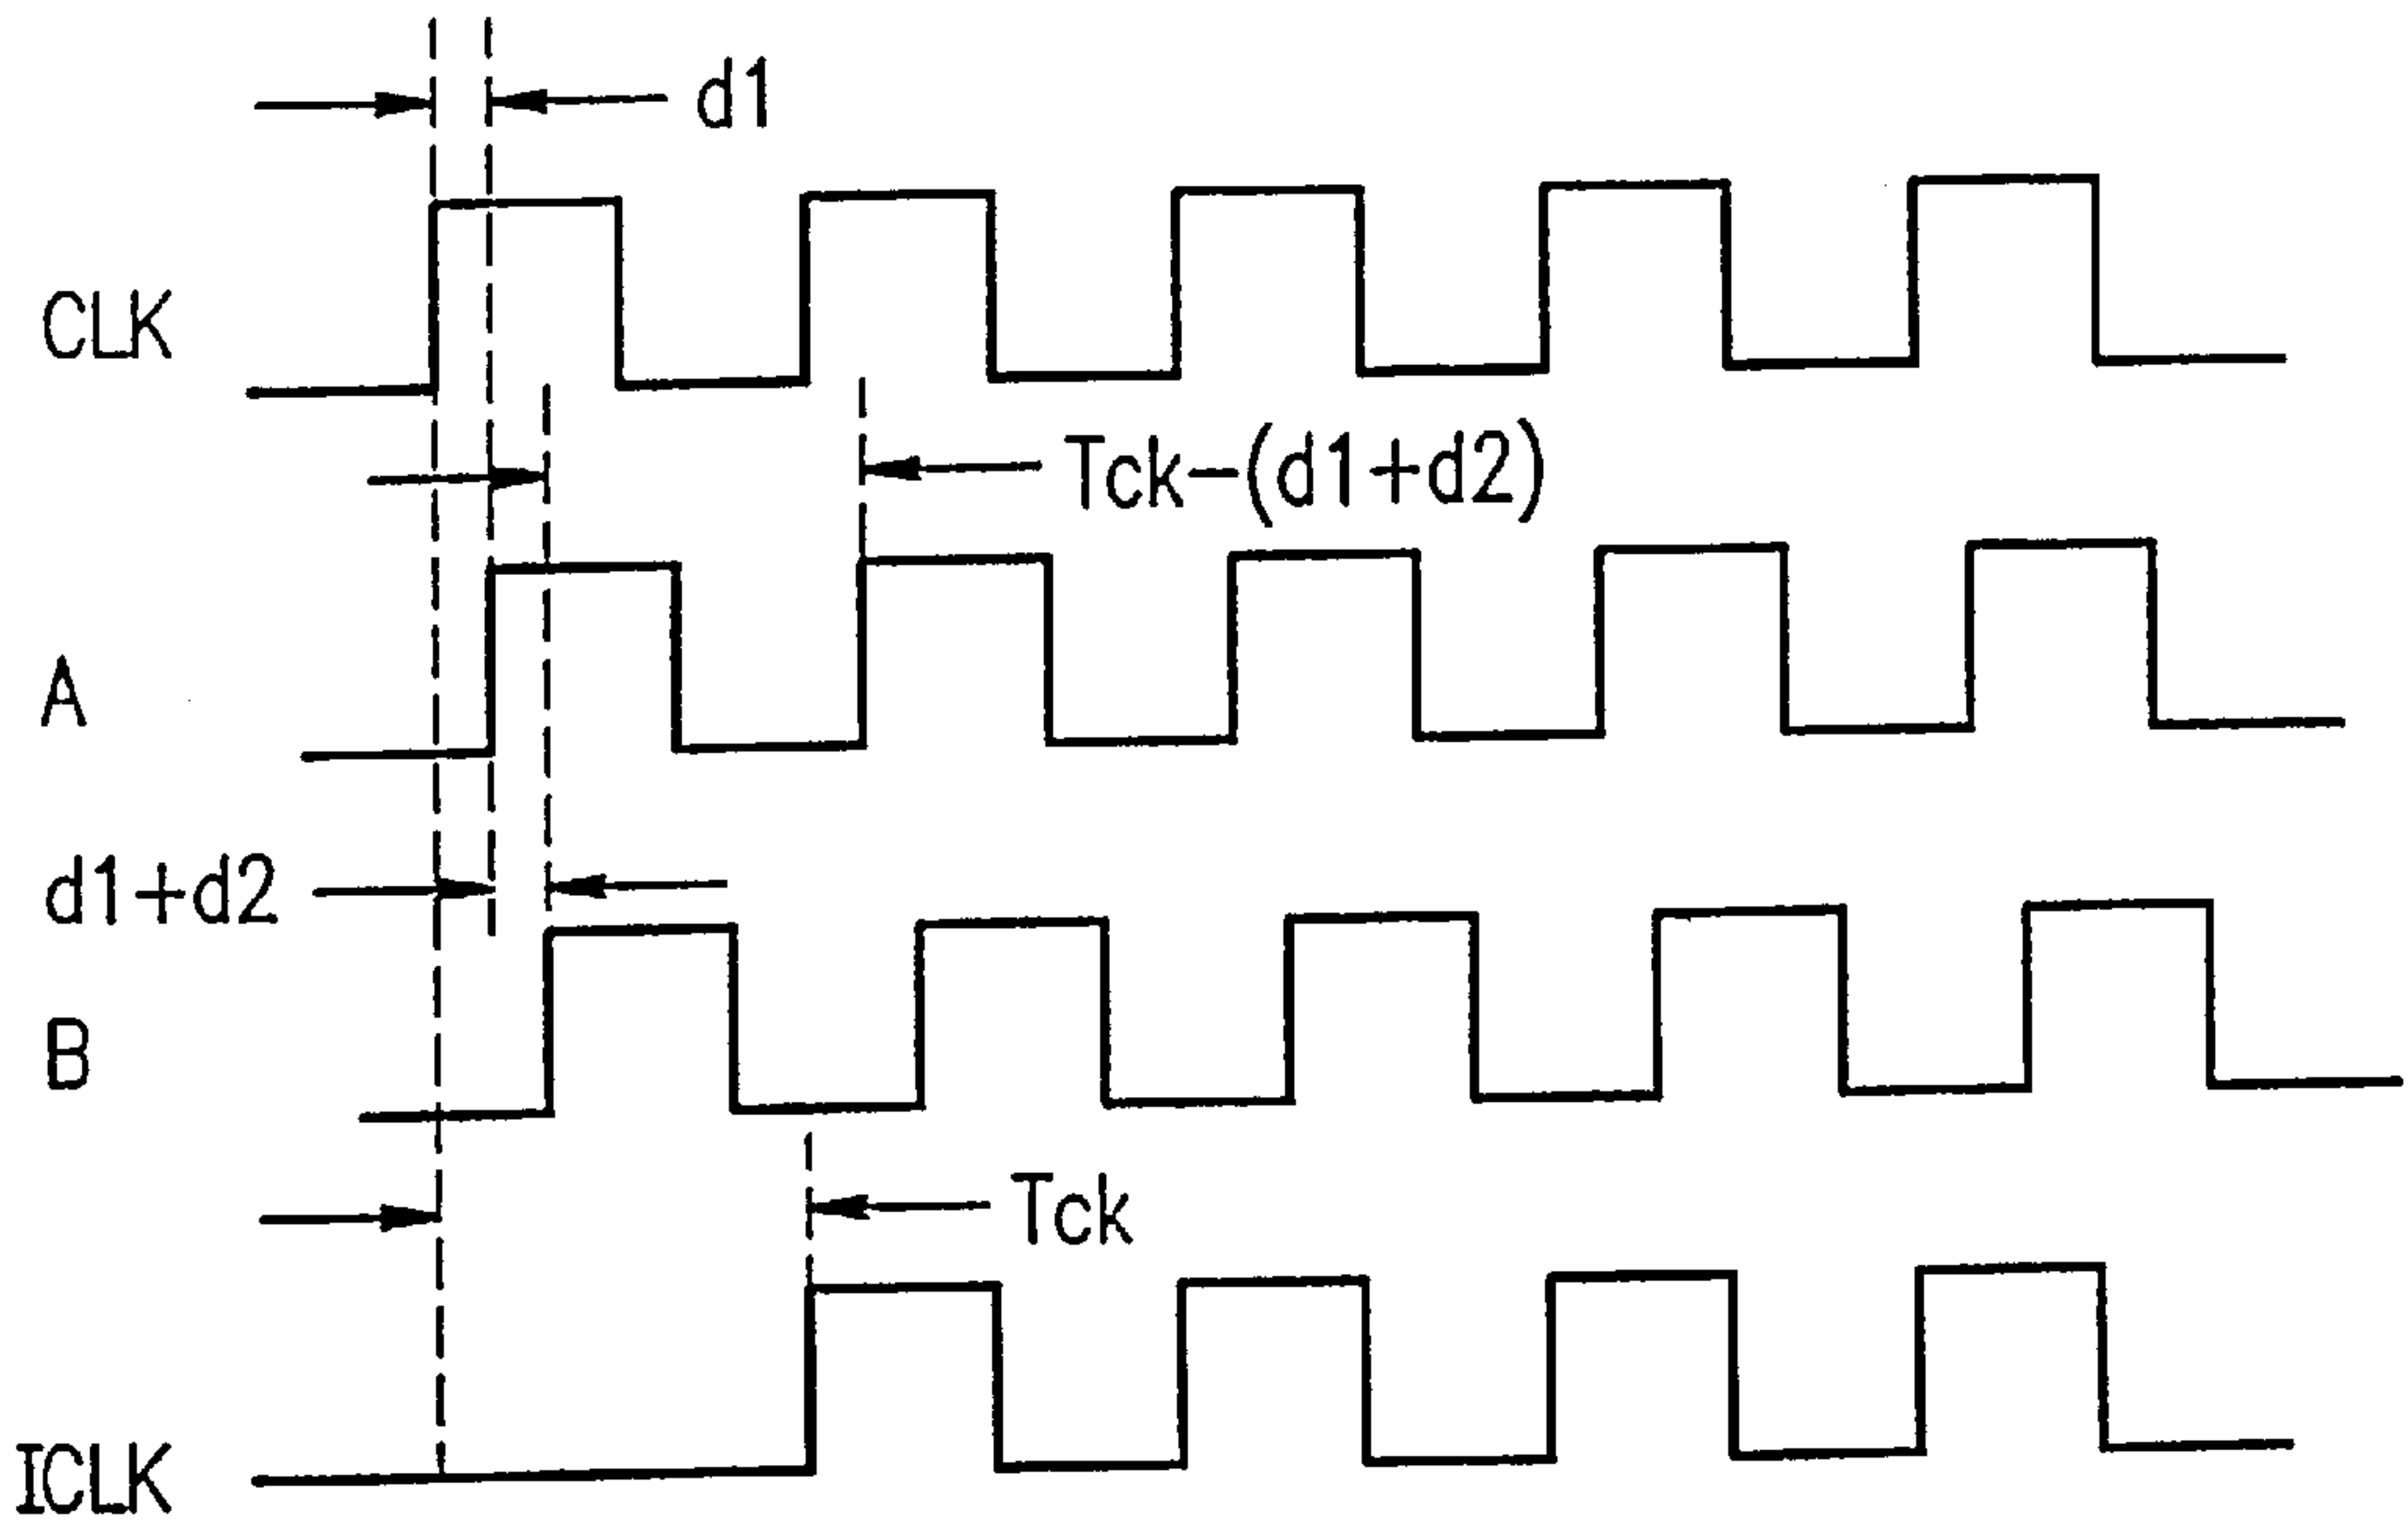 d1
CLK
Tck-(d1+d2)
A
d1+d2
B
Tck
ICLK